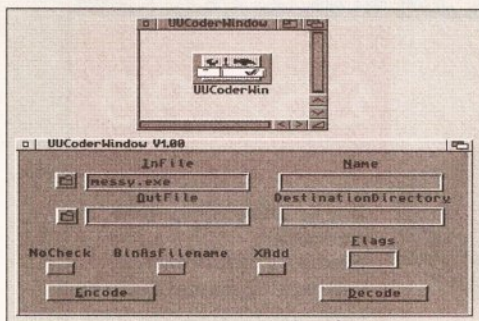 UUCoderWindow
UUCoderWin
UUCoderWindow V1.00
InFile Name
messy.exe
OutFile DestinationDirectory
NoCheck BinAsFilename XAdd Flags
Encode Decode